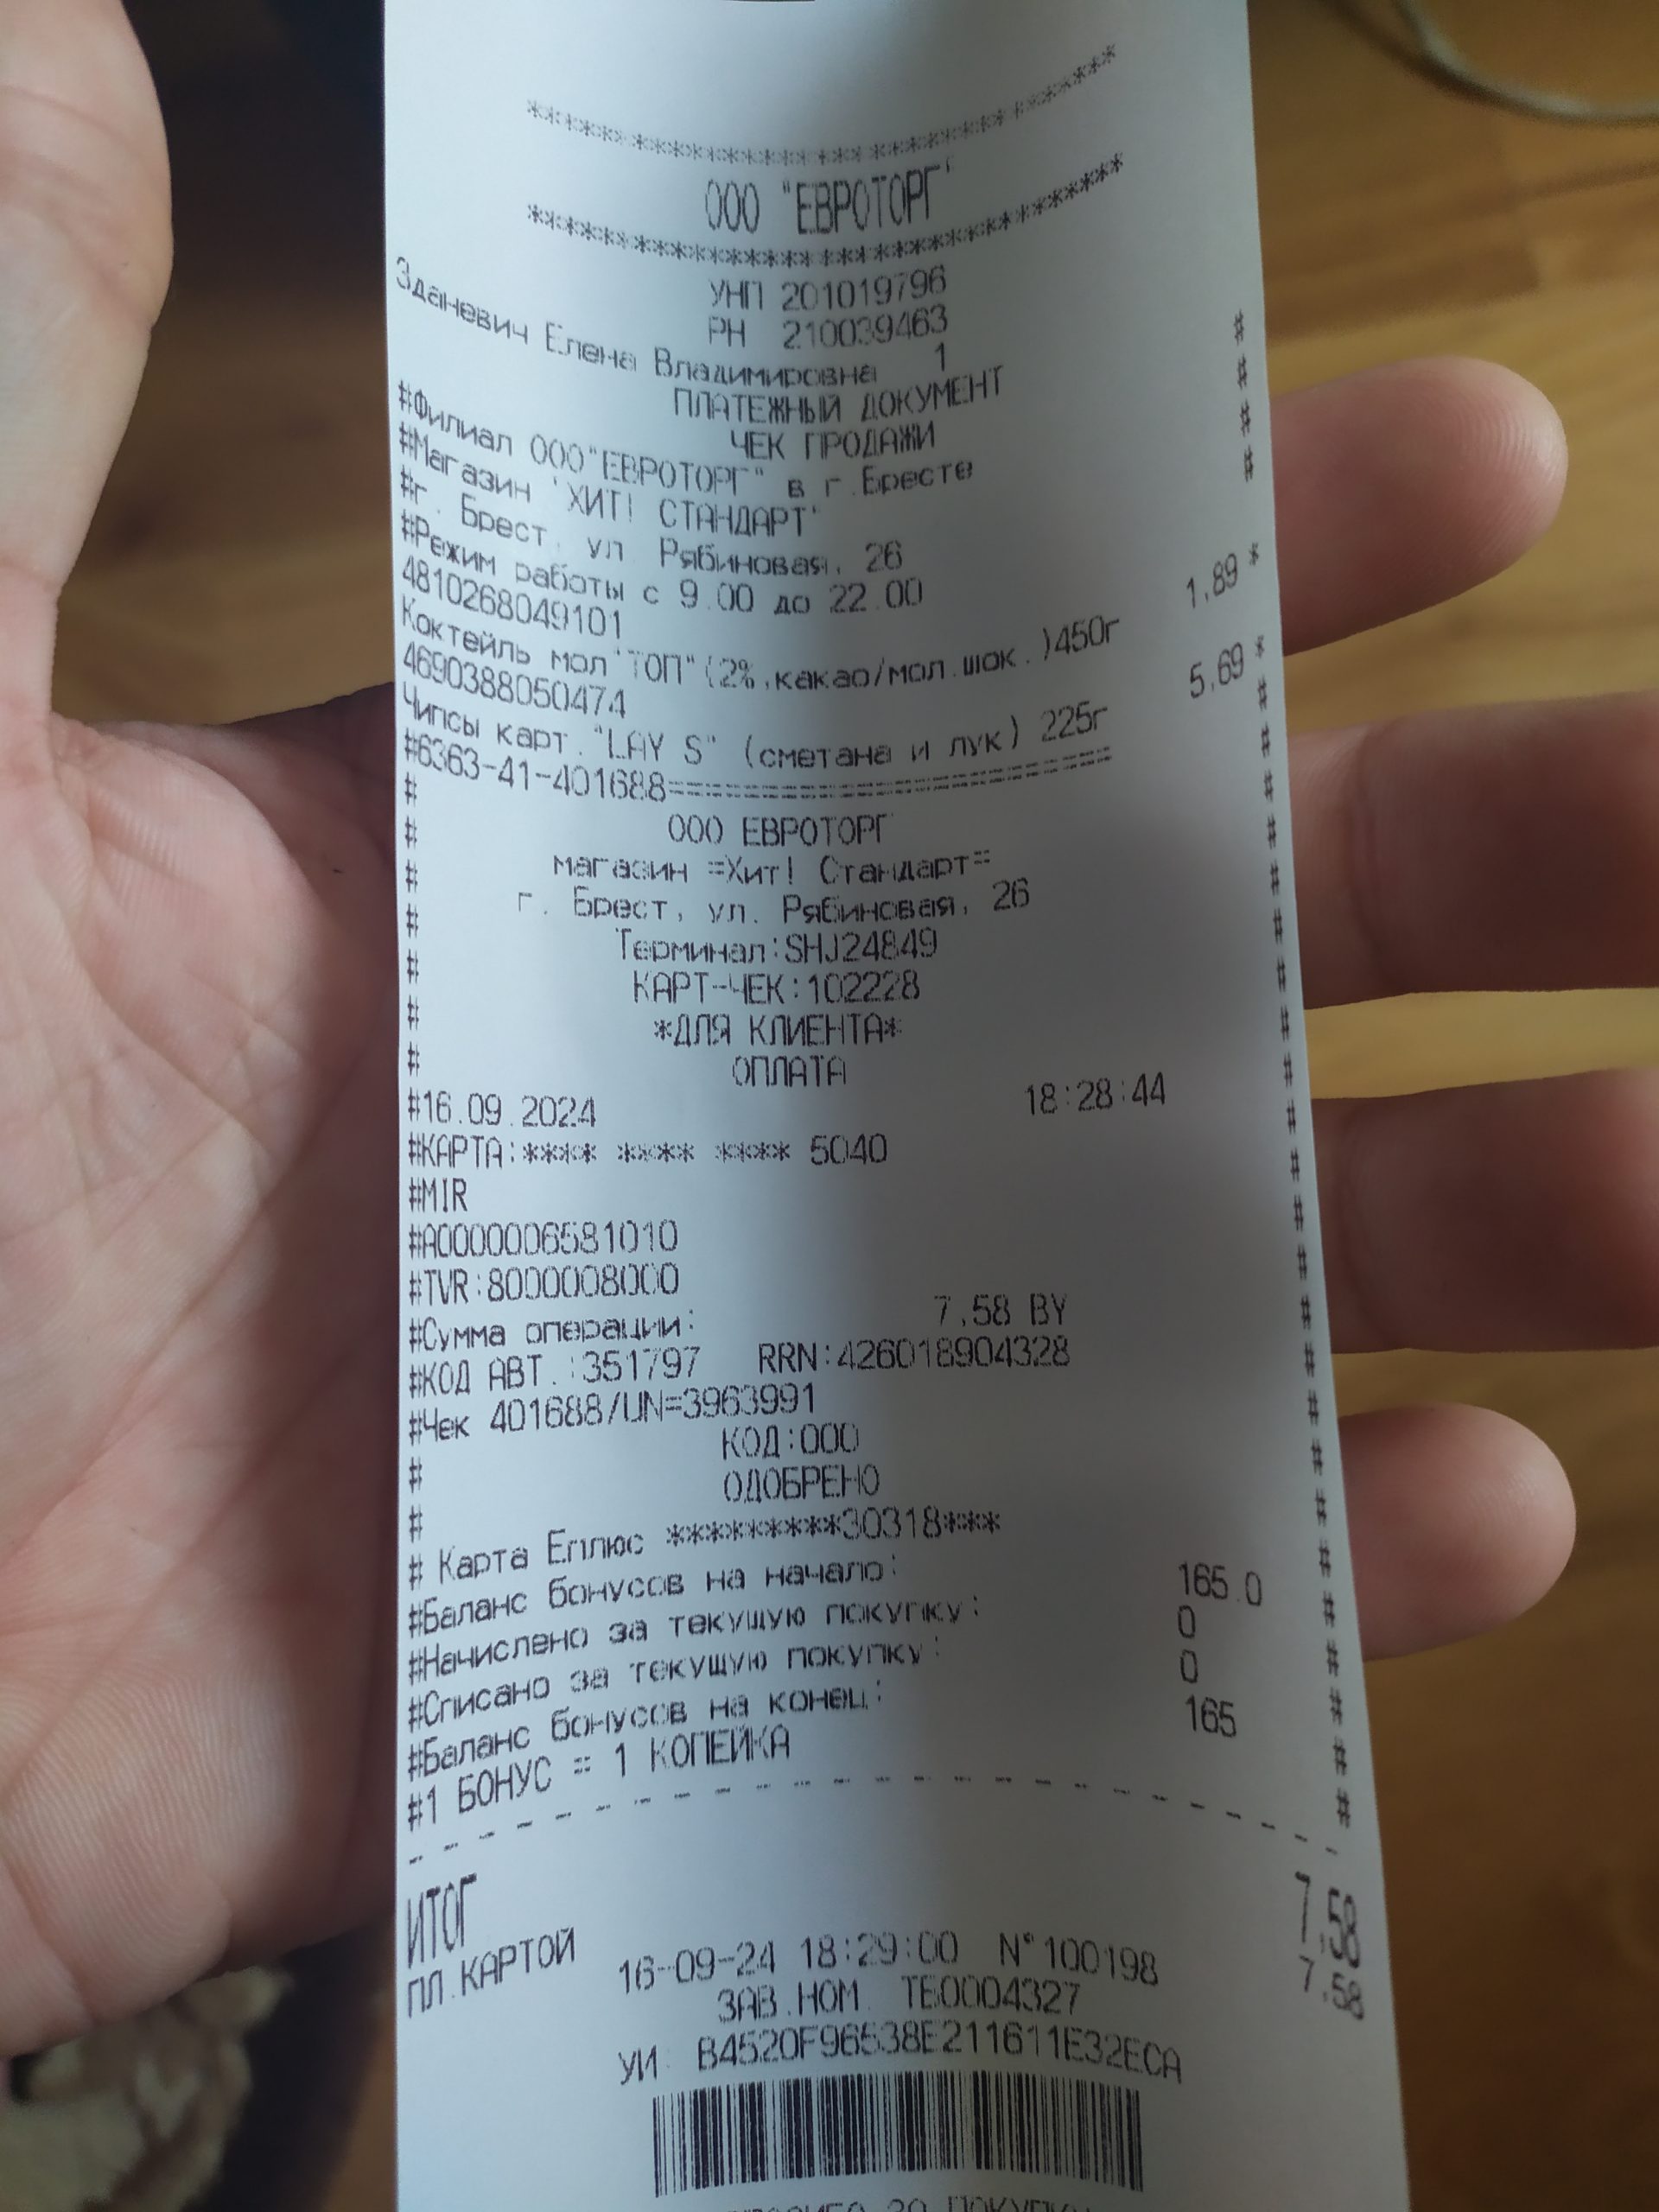 ****************************************
ООО "ЕВРОТОРГ"
****************************************
УНП 201019796
РН 210039463
Зданевич Елена Владимировна 1
ПЛАТЕЖНЫЙ ДОКУМЕНТ
ЧЕК ПРОДАЖИ
#Филиал ООО"ЕВРОТОРГ" в г.Бресте #
#Магазин "ХИТ! СТАНДАРТ" #
#г. Брест, ул. Рябиновая, 26 #
#Режим работы с 9.00 до 22.00 #
4810268049101
Коктейль мол"ТОП"(2%,какао/мол.шок.)450г 1,89 *
4690388050474
Чипсы карт."LAY S" (сметана и лук) 225г 5,69 *
#6363-41-401688============================== #
# ООО ЕВРОТОРГ #
# магазин =Хит! Стандарт= #
# г. Брест, ул. Рябиновая, 26 #
# Терминал:SHJ24849 #
# КАРТ-ЧЕК:102228 #
# *ДЛЯ КЛИЕНТА* #
# ОПЛАТА #
#16.09.2024 18:28:44 #
#КАРТА:**** **** **** 5040 #
#MIR #
#A0000006581010 #
#TVR:8000008000 #
#Сумма операции: 7,58 BY #
#КОД АВТ.:351797 RRN:426018904328 #
#Чек 401688/UN=3963991 #
# КОД:000 #
# ОДОБРЕНО #
# Карта Еплюс *********30318*** #
#Баланс бонусов на начало: 165.0 #
#Начислено за текущую покупку: 0 #
#Списано за текущую покупку: 0 #
#Баланс бонусов на конец: 165 #
#1 БОНУС = 1 КОПЕЙКА #
ИТОГ 7,58
ПЛ.КАРТОЙ 7,58
16-09-24 18:29:00 N°100198
ЗАВ.НОМ. ТБ0004327
УИ: B4520F96538E211611E32ECA